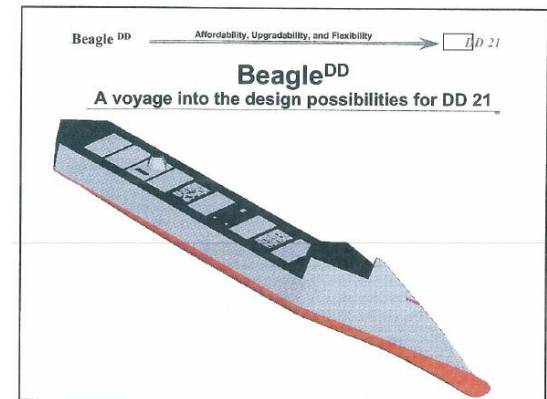 Beagle DD Affordability, Upgradability, and Flexibility DD 21
BeagleDD
A voyage into the design possibilities for DD 21